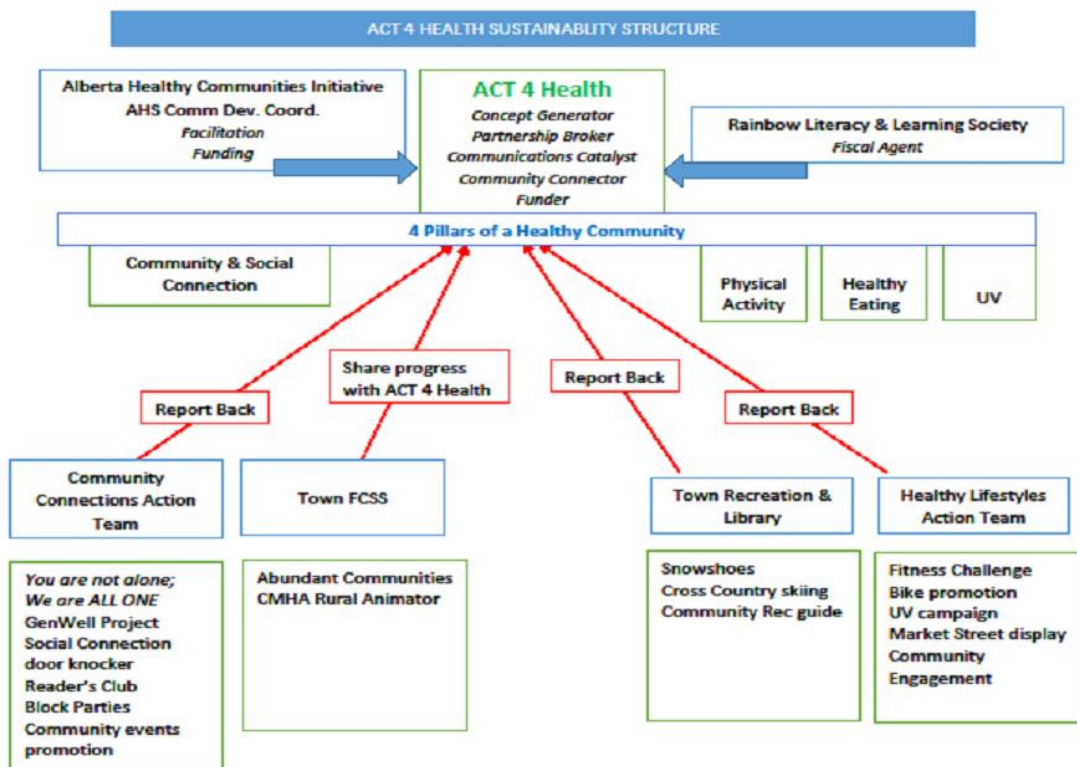 ACT 4 HEALTH SUSTAINABLITY STRUCTURE
Alberta Healthy Communities Initiative
AHS Comm Dev. Coord.
Facilitation
Funding
ACT 4 Health
Concept Generator
Partnership Broker
Communications Catalyst
Community Connector
Funder
Rainbow Literacy & Learning Society
Fiscal Agent
4 Pillars of a Healthy Community
Community & Social
Connection
Physical
Activity
Healthy
Eating
UV
Share progress
with ACT 4 Health
Report Back
Report Back
Report Back
Community
Connections Action
Team
Town FCSS
Town Recreation &
Library
Healthy Lifestyles
Action Team
You are not alone;
We are ALL ONE
GenWell Project
Social Connection
door knocker
Reader's Club
Block Parties
Community events
promotion
Abundant Communities
CMHA Rural Animator
Snowshoes
Cross Country skiing
Community Rec guide
Fitness Challenge
Bike promotion
UV campaign
Market Street display
Community
Engagement